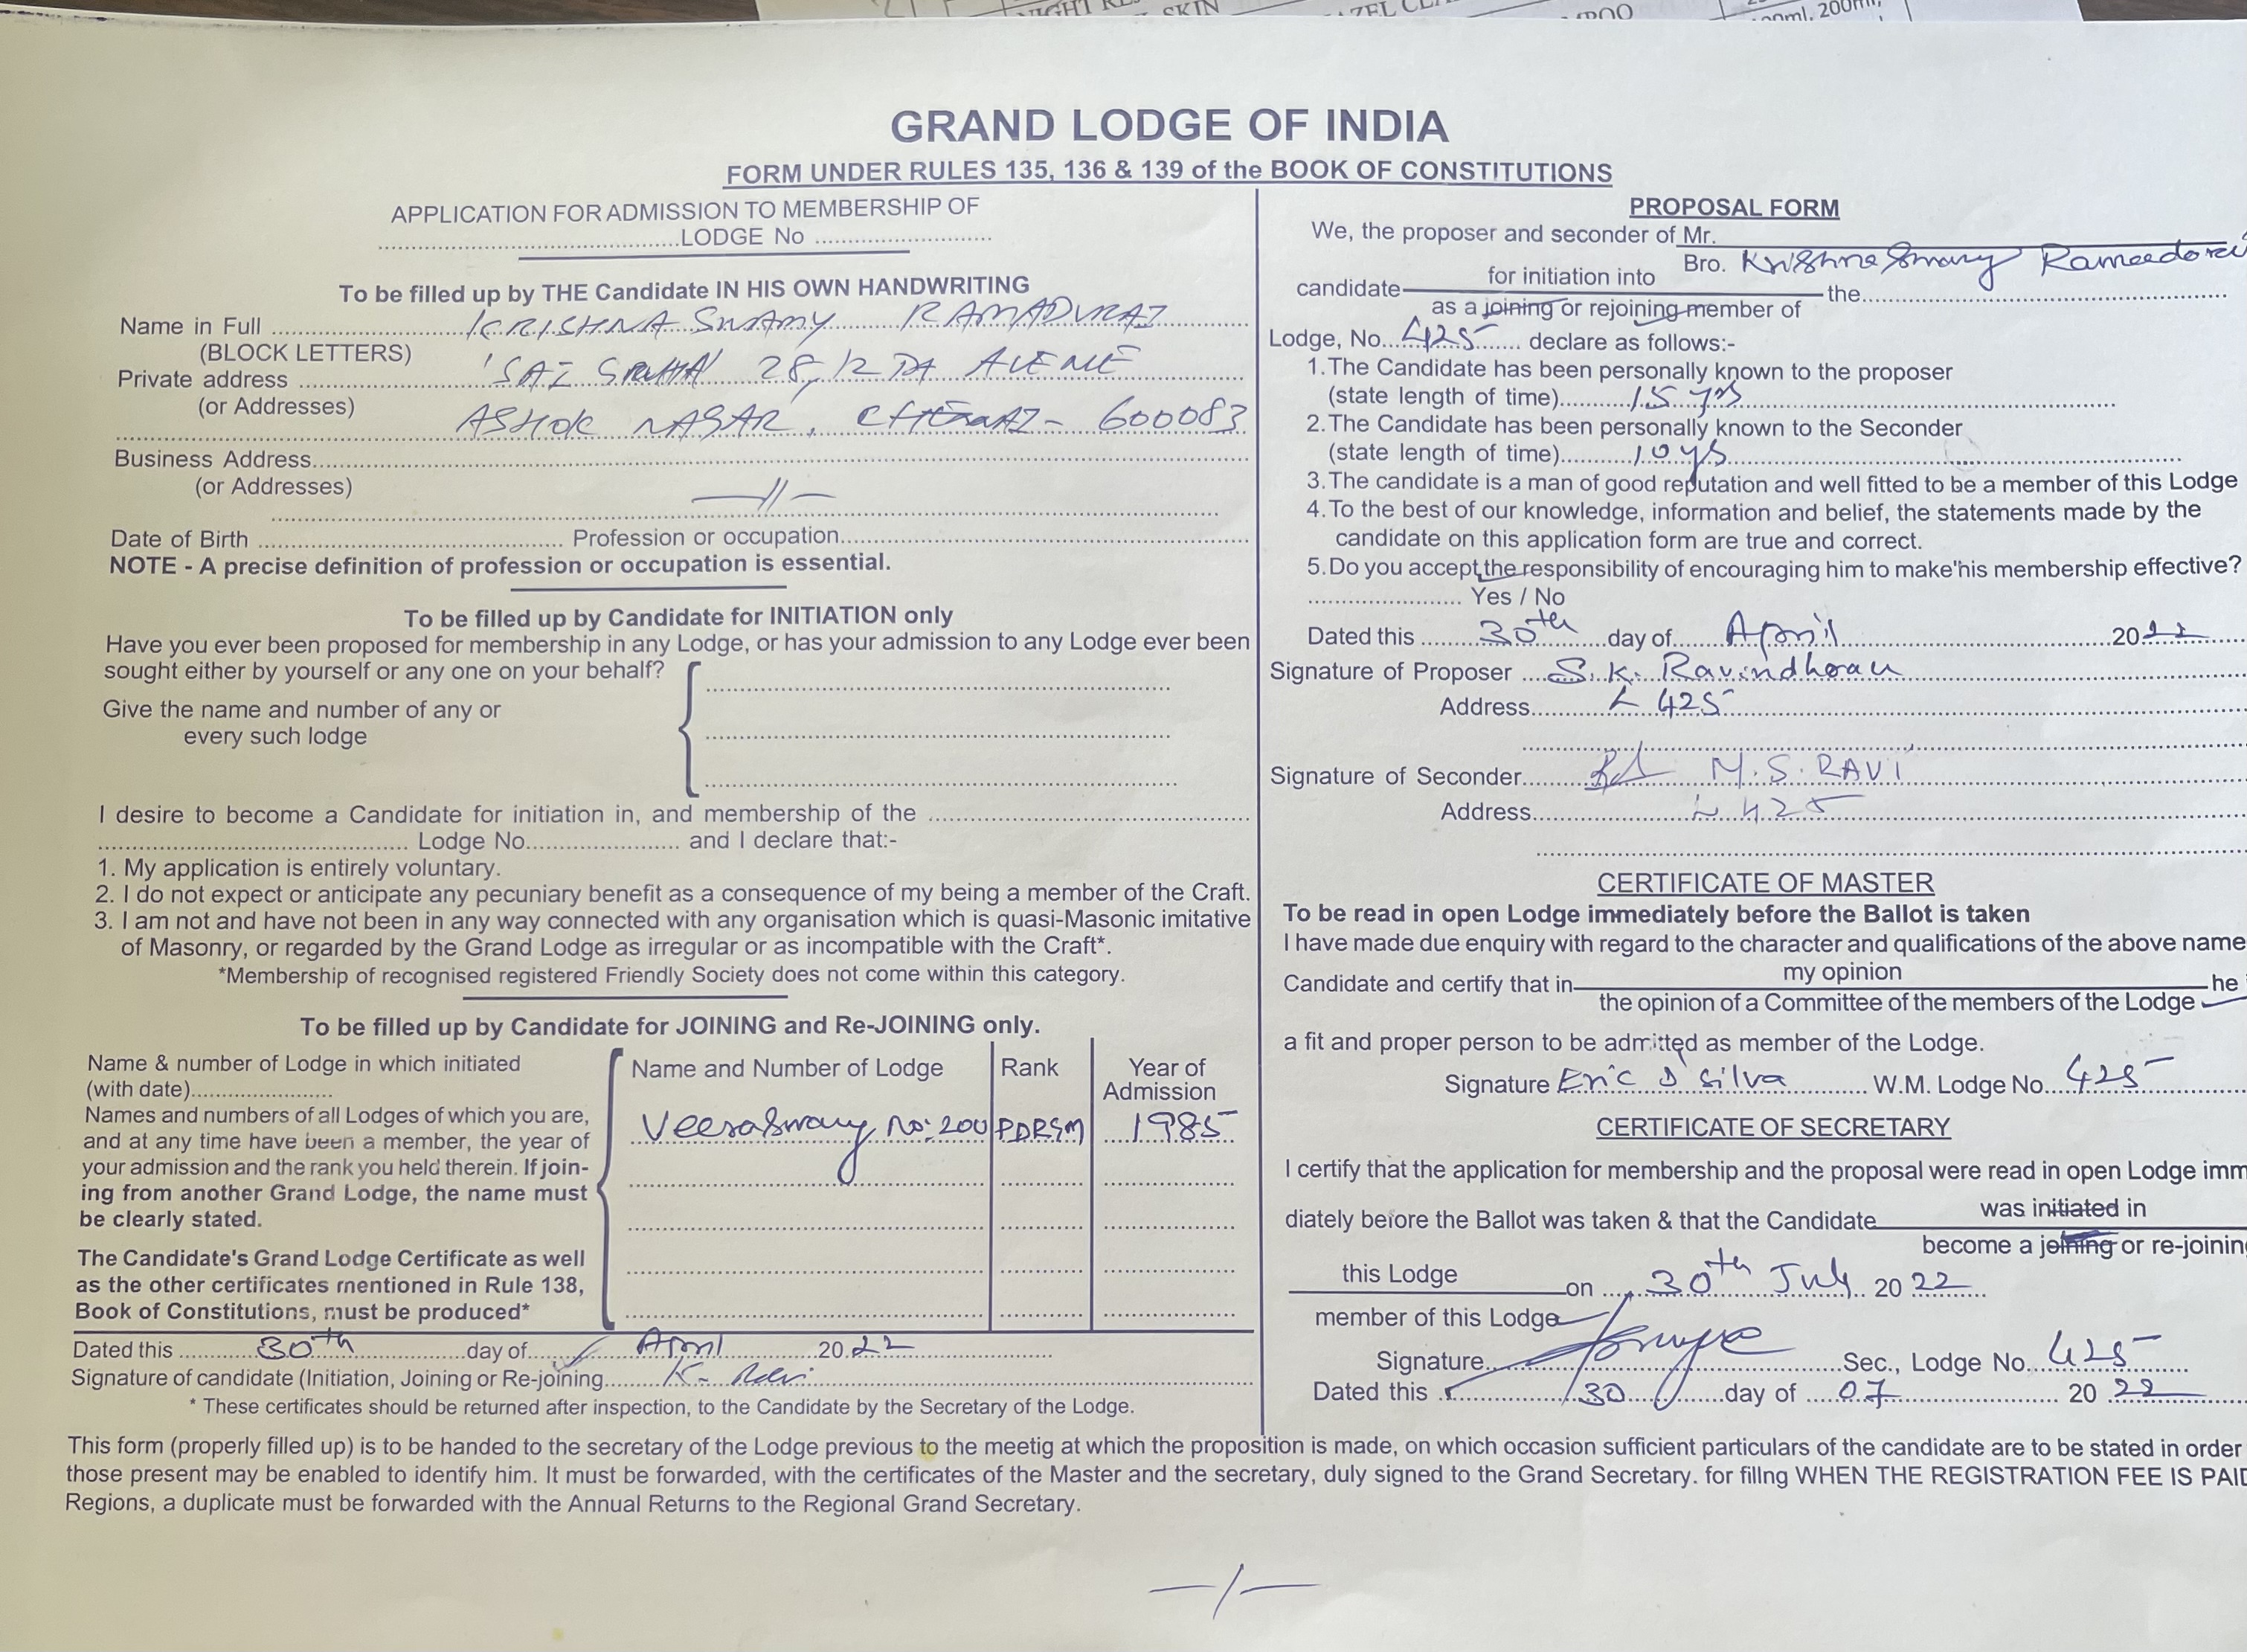 GRAND LODGE OF INDIA
FORM UNDER RULES 135, 136 & 139 of the BOOK OF CONSTITUTIONS
APPLICATION FOR ADMISSION TO MEMBERSHIP OF
LODGE No
To be filled up by THE Candidate IN HIS OWN HANDWRITING
Name in Full KRISHNA SWAMY RAMADURAI
(BLOCK LETTERS)
Private address 'SAI 28,
(or Addresses)
ASHOK NAGAR, 600083
Business Address
(or Addresses)
—//—
Date of Birth Profession or occupation
NOTE - A precise definition of profession or occupation is essential.
To be filled up by Candidate for INITIATION only
Have you ever been proposed for membership in any Lodge, or has your admission to any Lodge ever been
sought either by yourself or any one on your behalf?
Give the name and number of any or
every such lodge
I desire to become a Candidate for initiation in, and membership of the
Lodge No. and I declare that:-
1. My application is entirely voluntary.
2. I do not expect or anticipate any pecuniary benefit as a consequence of my being a member of the Craft.
3. I am not and have not been in any way connected with any organisation which is quasi-Masonic imitative
of Masonry, or regarded by the Grand Lodge as irregular or as incompatible with the Craft*.
*Membership of recognised registered Friendly Society does not come within this category.
To be filled up by Candidate for JOINING and Re-JOINING only.
Name & number of Lodge in which initiated
(with date)
Names and numbers of all Lodges of which you are,
and at any time have been a member, the year of
your admission and the rank you held therein. If join-
ing from another Grand Lodge, the name must
be clearly stated.
The Candidate's Grand Lodge Certificate as well
as the other certificates mentioned in Rule 138,
Book of Constitutions, must be produced*
Name and Number of Lodge Rank Year of
Admission
VeeraSwamy No: 200 PDRGM 1985
Dated this 30th day of April 2022
Signature of candidate (Initiation, Joining or Re-joining K.
* These certificates should be returned after inspection, to the Candidate by the Secretary of the Lodge.
PROPOSAL FORM
We, the proposer and seconder of Mr.
Bro. KrishnaSwamy Ramadorai
candidate for initiation into the
as a joining or rejoining member of
Lodge, No. 425 declare as follows:-
1.The Candidate has been personally known to the proposer
(state length of time) 15 yrs
2.The Candidate has been personally known to the Seconder
(state length of time) 10 ys
3.The candidate is a man of good reputation and well fitted to be a member of this Lodge
4.To the best of our knowledge, information and belief, the statements made by the
candidate on this application form are true and correct.
5.Do you accept the responsibility of encouraging him to make'his membership effective?
Yes / No
Dated this 30th day of April 2022
Signature of Proposer S. K. Ravindhran
Address L 425
Signature of Seconder M.S. RAVI
Address L 425
CERTIFICATE OF MASTER
To be read in open Lodge immediately before the Ballot is taken
I have made due enquiry with regard to the character and qualifications of the above name
Candidate and certify that in my opinion he
the opinion of a Committee of the members of the Lodge
a fit and proper person to be admitted as member of the Lodge.
Signature Eric D'Silva W.M. Lodge No. 425
CERTIFICATE OF SECRETARY
I certify that the application for membership and the proposal were read in open Lodge imm
diately before the Ballot was taken & that the Candidate was initiated in
become a joining or re-joining
this Lodge on 30th July 2022
member of this Lodge
Signature Sec., Lodge No. 425
Dated this 30 day of 07 2022
This form (properly filled up) is to be handed to the secretary of the Lodge previous to the meetig at which the proposition is made, on which occasion sufficient particulars of the candidate are to be stated in order
those present may be enabled to identify him. It must be forwarded, with the certificates of the Master and the secretary, duly signed to the Grand Secretary. for fillng WHEN THE REGISTRATION FEE IS PAID
Regions, a duplicate must be forwarded with the Annual Returns to the Regional Grand Secretary.
—/—